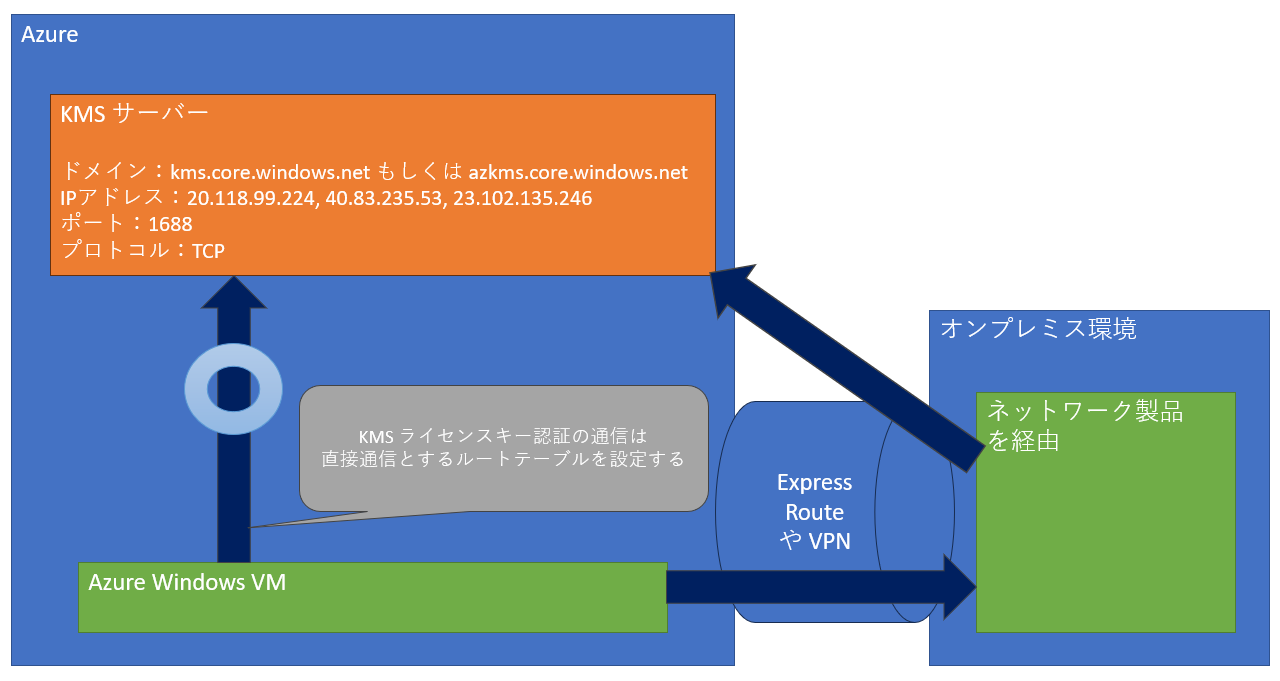 Azure
KMS サーバー
ドメイン：kms.core.windows.net もしくは azkms.core.windows.net
IPアドレス：20.118.99.224, 40.83.235.53, 23.102.135.246
ポート：1688
プロトコル：TCP
オンプレミス環境
ネットワーク製品
を経由
KMS ライセンスキー認証の通信は
直接通信とするルートテーブルを設定する
Express
Route
や VPN
Azure Windows VM